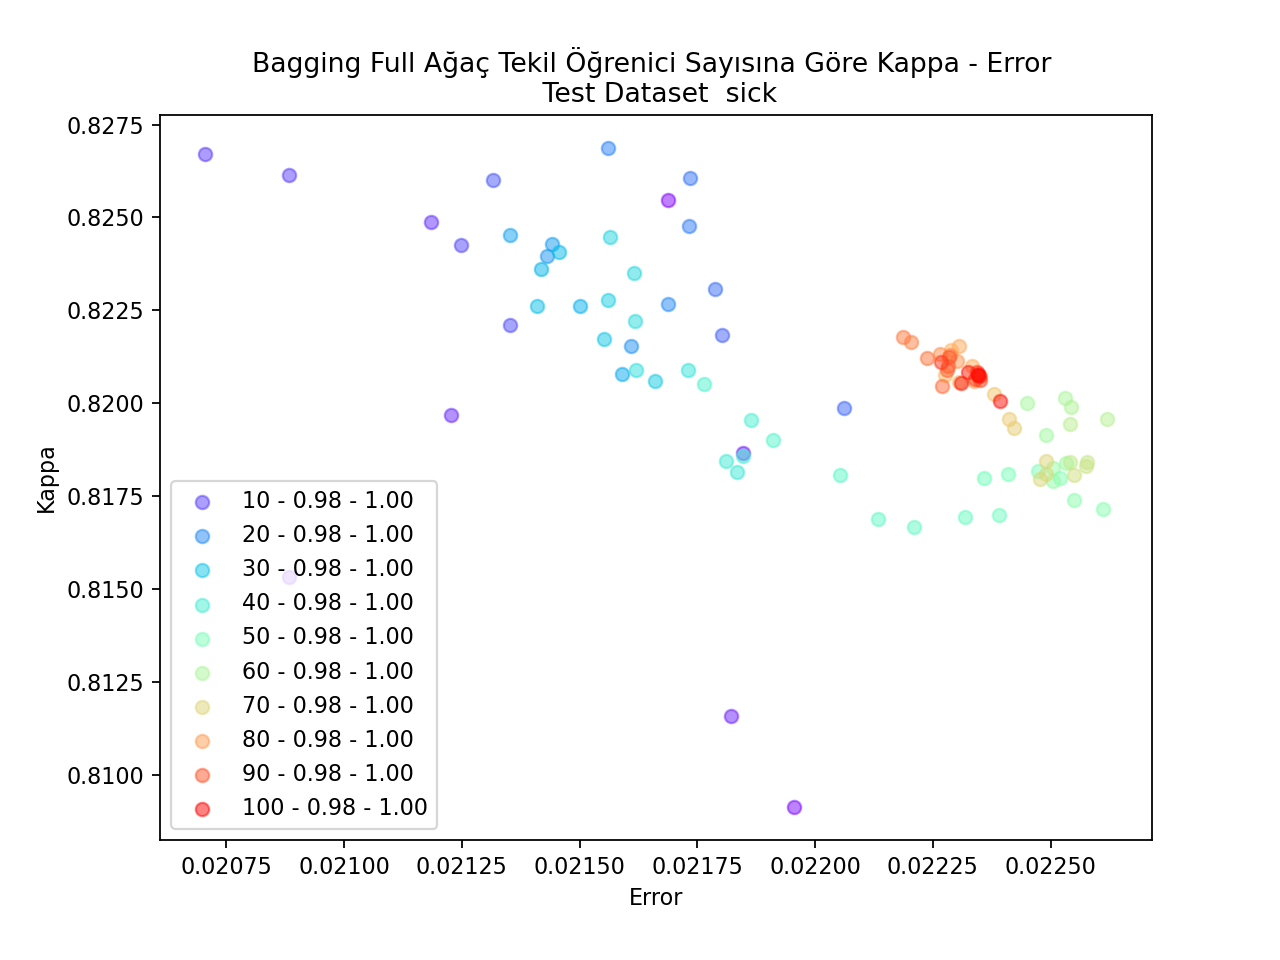 Bagging Full Ağaç Tekil Öğrenici Sayısına Göre Kappa - Error
Test Dataset  sick
0.8275
0.8250
0.8225
0.8200
0.8175
0.8150
0.8125
0.8100
Kappa
10 - 0.98 - 1.00
20 - 0.98 - 1.00
30 - 0.98 - 1.00
40 - 0.98 - 1.00
50 - 0.98 - 1.00
60 - 0.98 - 1.00
70 - 0.98 - 1.00
80 - 0.98 - 1.00
90 - 0.98 - 1.00
100 - 0.98 - 1.00
0.02075 0.02100 0.02125 0.02150 0.02175 0.02200 0.02225 0.02250
Error